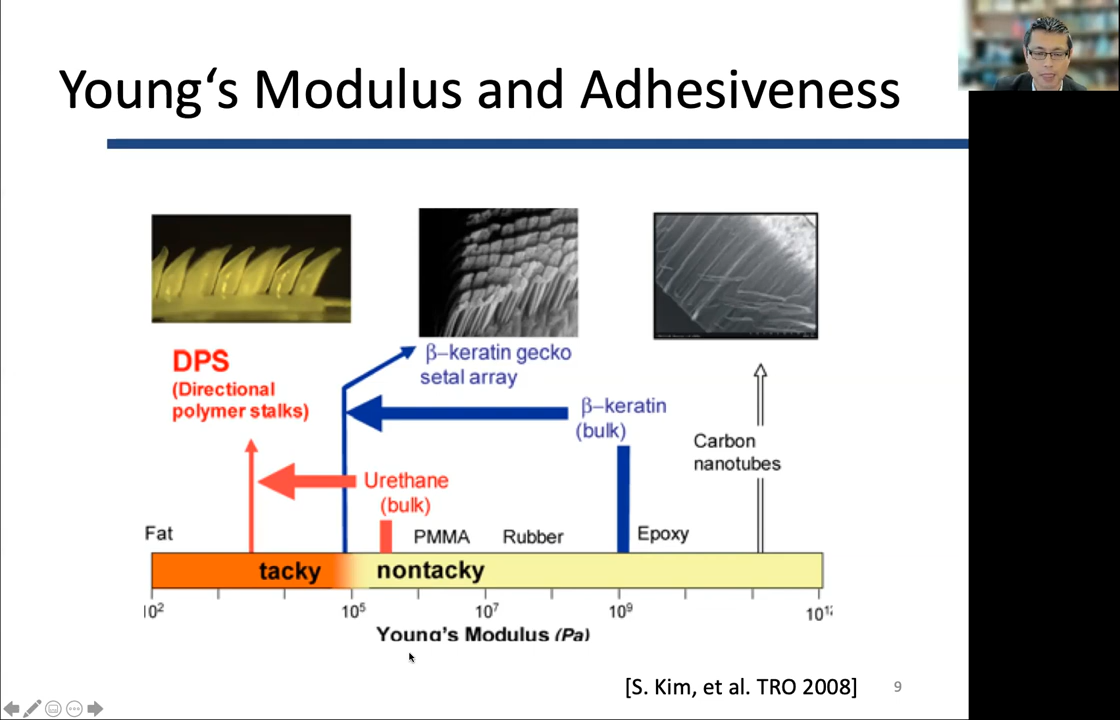 Young‘s Modulus and Adhesiveness
DPS
(Directional
polymer stalks)
β–keratin gecko
setal array
β–keratin
(bulk)
Carbon
nanotubes
Urethane
(bulk)
Fat
PMMA
Rubber
Epoxy
tacky
nontacky
10²
10⁵
10⁷
10⁹
10¹²
Young's Modulus (Pa)
[S. Kim, et al. TRO 2008]
9